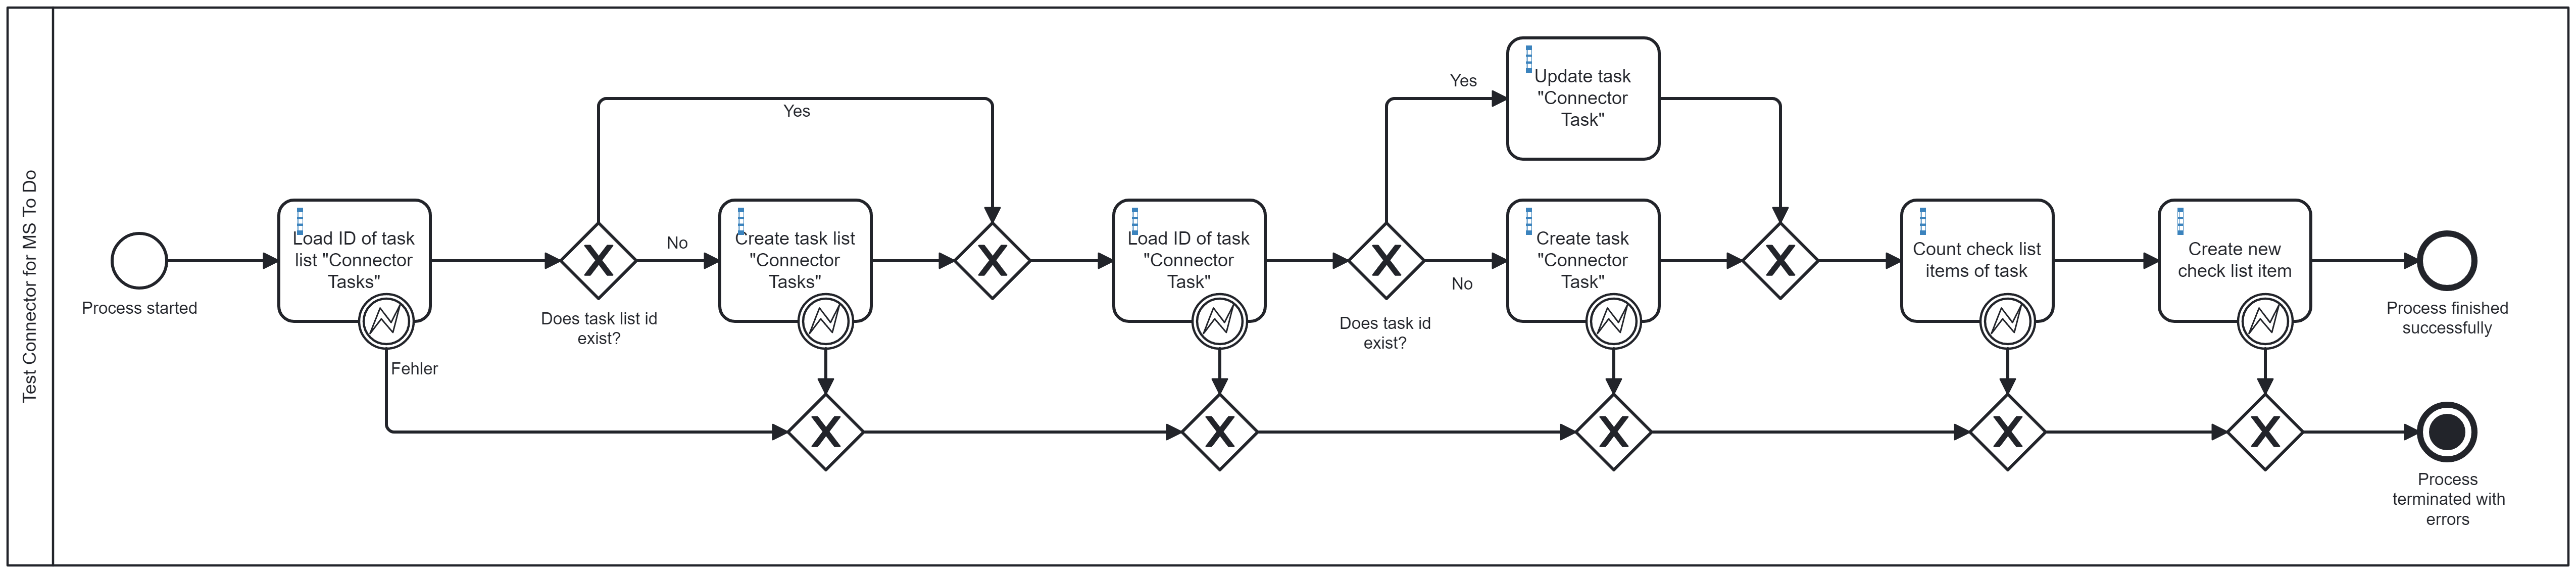 Test Connector for MS To Do
Process started
Load ID of task
list "Connector
Tasks"
Fehler
Does task list id
exist?
Yes
No
Create task list
"Connector
Tasks"
Load ID of task
"Connector
Task"
Does task id
exist?
Yes
No
Update task
"Connector
Task"
Create task
"Connector
Task"
Count check list
items of task
Create new
check list item
Process finished
successfully
Process
terminated with
errors